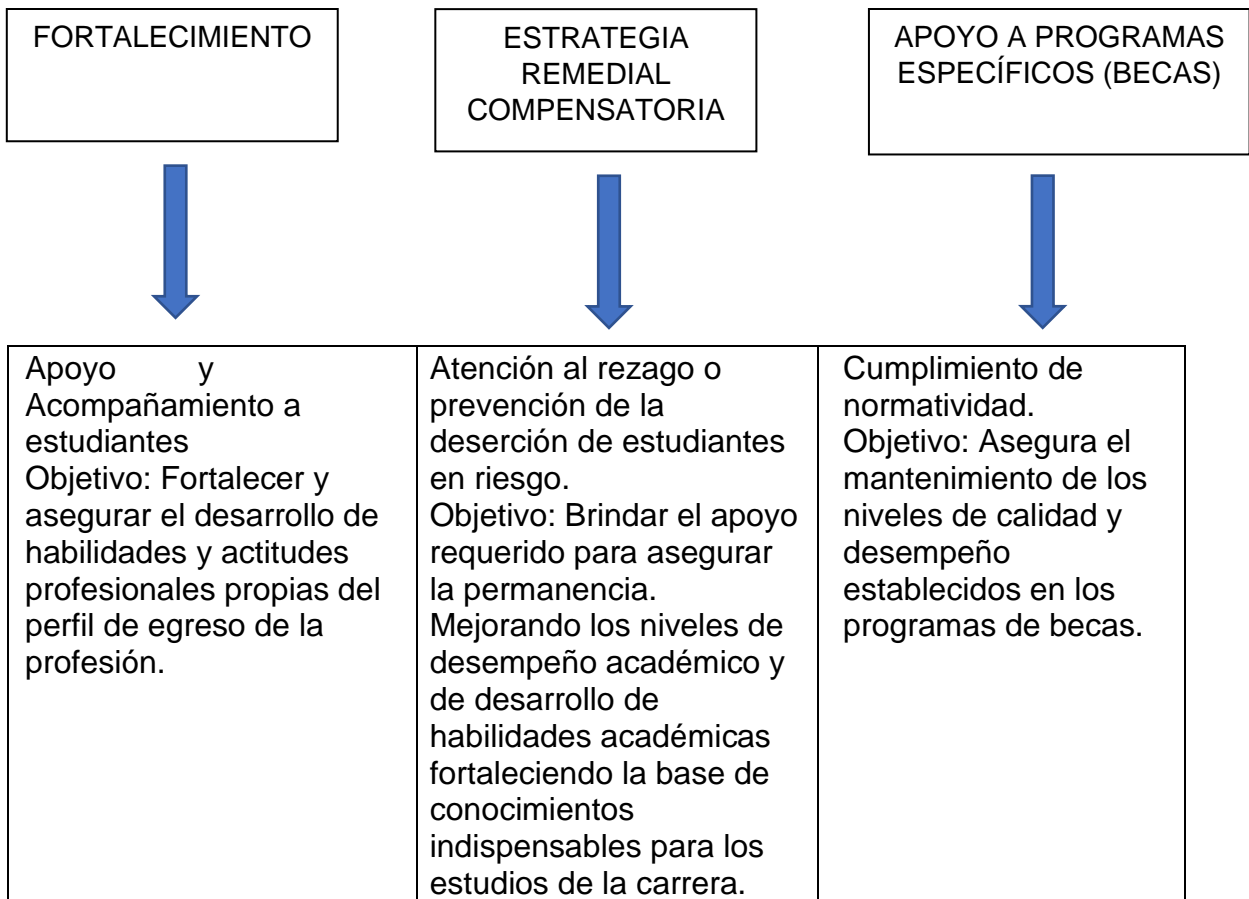 FORTALECIMIENTO
ESTRATEGIA
REMEDIAL
COMPENSATORIA
APOYO A PROGRAMAS
ESPECÍFICOS (BECAS)
Apoyo y
Acompañamiento a
estudiantes
Objetivo: Fortalecer y
asegurar el desarrollo de
habilidades y actitudes
profesionales propias del
perfil de egreso de la
profesión.
Atención al rezago o
prevención de la
deserción de estudiantes
en riesgo.
Objetivo: Brindar el apoyo
requerido para asegurar
la permanencia.
Mejorando los niveles de
desempeño académico y
de desarrollo de
habilidades académicas
fortaleciendo la base de
conocimientos
indispensables para los
estudios de la carrera.
Cumplimiento de
normatividad.
Objetivo: Asegura el
mantenimiento de los
niveles de calidad y
desempeño
establecidos en los
programas de becas.